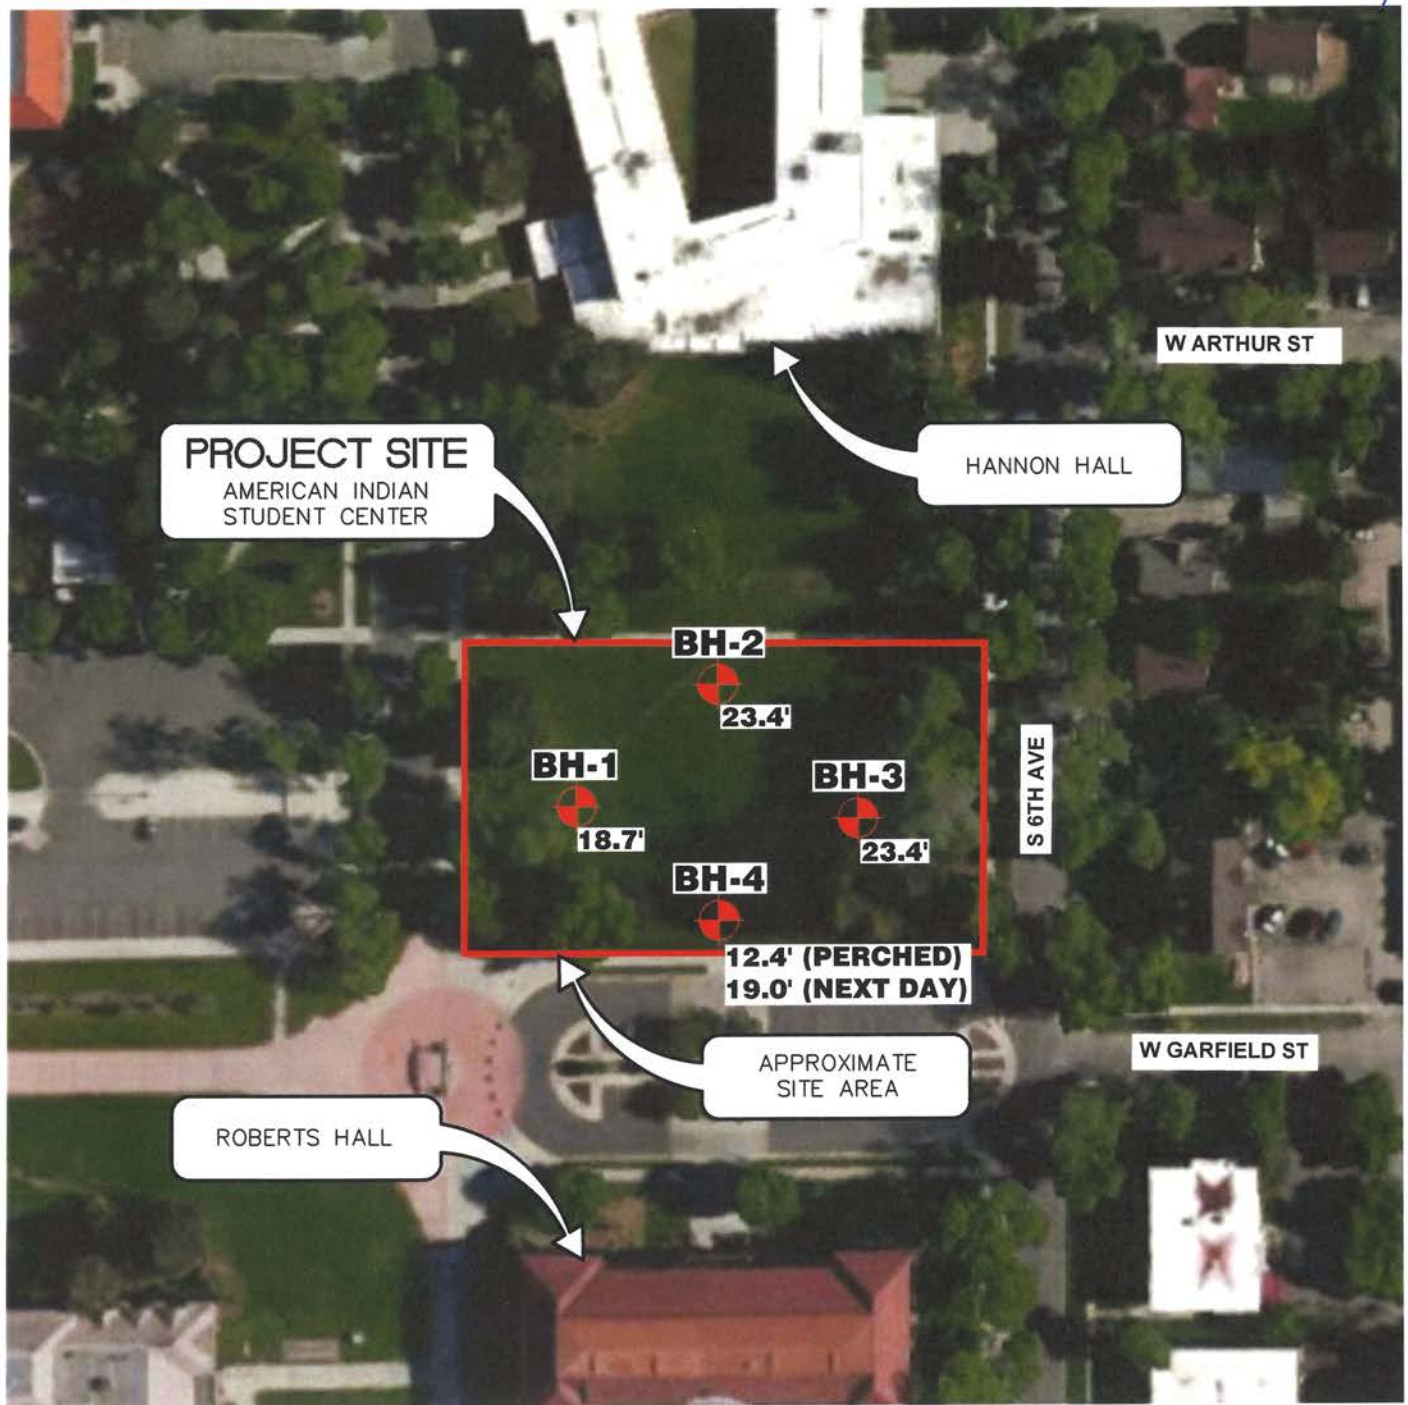 W ARTHUR ST
PROJECT SITE
AMERICAN INDIAN
STUDENT CENTER
HANNON HALL
BH-2
23.4'
BH-1
18.7'
BH-3
23.4'
S 6TH AVE
BH-4
12.4' (PERCHED)
19.0' (NEXT DAY)
W GARFIELD ST
APPROXIMATE
SITE AREA
ROBERTS HALL